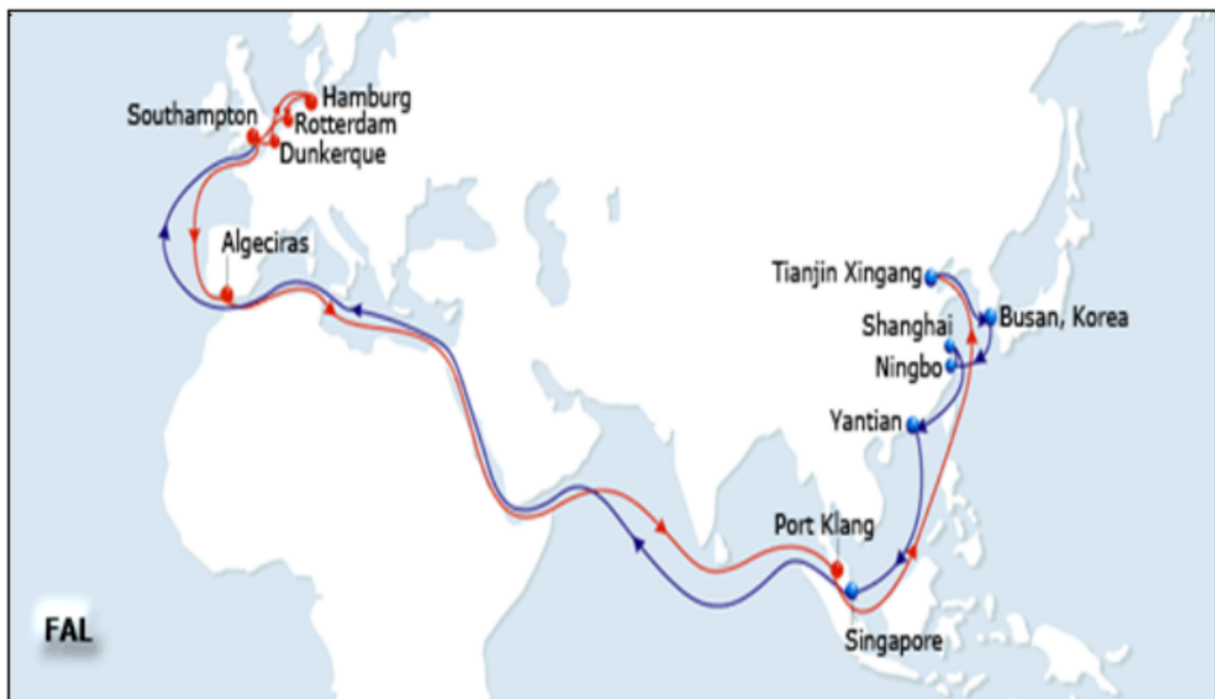 Southampton
Hamburg
Rotterdam
Dunkerque
Algeciras
Tianjin Xingang
Busan, Korea
Shanghai
Ningbo
Yantian
Port Klang
Singapore
FAL